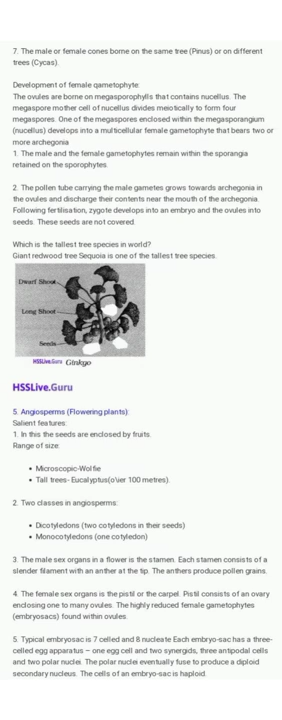 7. The male or female cones borne on the same tree (Pinus) or on different
trees (Cycas).
Development of female gametophyte:
The ovules are borne on megasporophylls that contains nucellus. The
megaspore mother cell of nucellus divides meiotically to form four
megaspores. One of the megaspores enclosed within the megasporangium
(nucellus) develops into a multicellular female gametophyte that bears two or
more archegonia
1. The male and the female gametophytes remain within the sporangia
retained on the sporophytes.
2. The pollen tube carrying the male gametes grows towards archegonia in
the ovules and discharge their contents near the mouth of the archegonia.
Following fertilisation, zygote develops into an embryo and the ovules into
seeds. These seeds are not covered.
Which is the tallest tree species in world?
Giant redwood tree Sequoia is one of the tallest tree species.
Dwarf Shoot
Long Shoot
Seeds
HSSLive.Guru Ginkgo
HSSLive.Guru
5. Angiosperms (Flowering plants):
Salient features:
1. In this the seeds are enclosed by fruits.
Range of size:
• Microscopic-Wolfie
• Tall trees- Eucalyptus(o\ier 100 metres).
2. Two classes in angiosperms:
• Dicotyledons (two cotyledons in their seeds)
• Monocotyledons (one cotyledon)
3. The male sex organs in a flower is the stamen. Each stamen consists of a
slender filament with an anther at the tip. The anthers produce pollen grains.
4. The female sex organs is the pistil or the carpel. Pistil consists of an ovary
enclosing one to many ovules. The highly reduced female gametophytes
(embryosacs) found within ovules.
5. Typical embryosac is 7 celled and 8 nucleate Each embryo-sac has a three-
celled egg apparatus – one egg cell and two synergids, three antipodal cells
and two polar nuclei. The polar nuclei eventually fuse to produce a diploid
secondary nucleus. The cells of an embryo-sac is haploid.